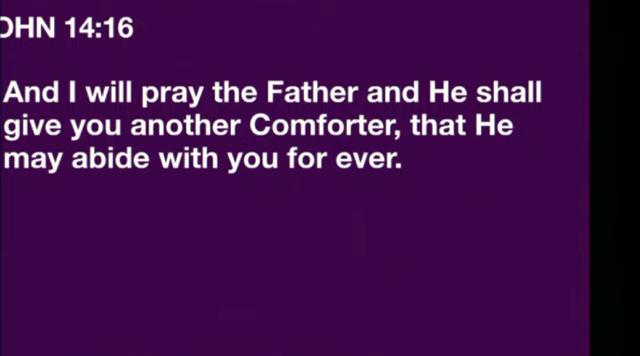 OHN 14:16
And I will pray the Father and He shall
give you another Comforter, that He
may abide with you for ever.